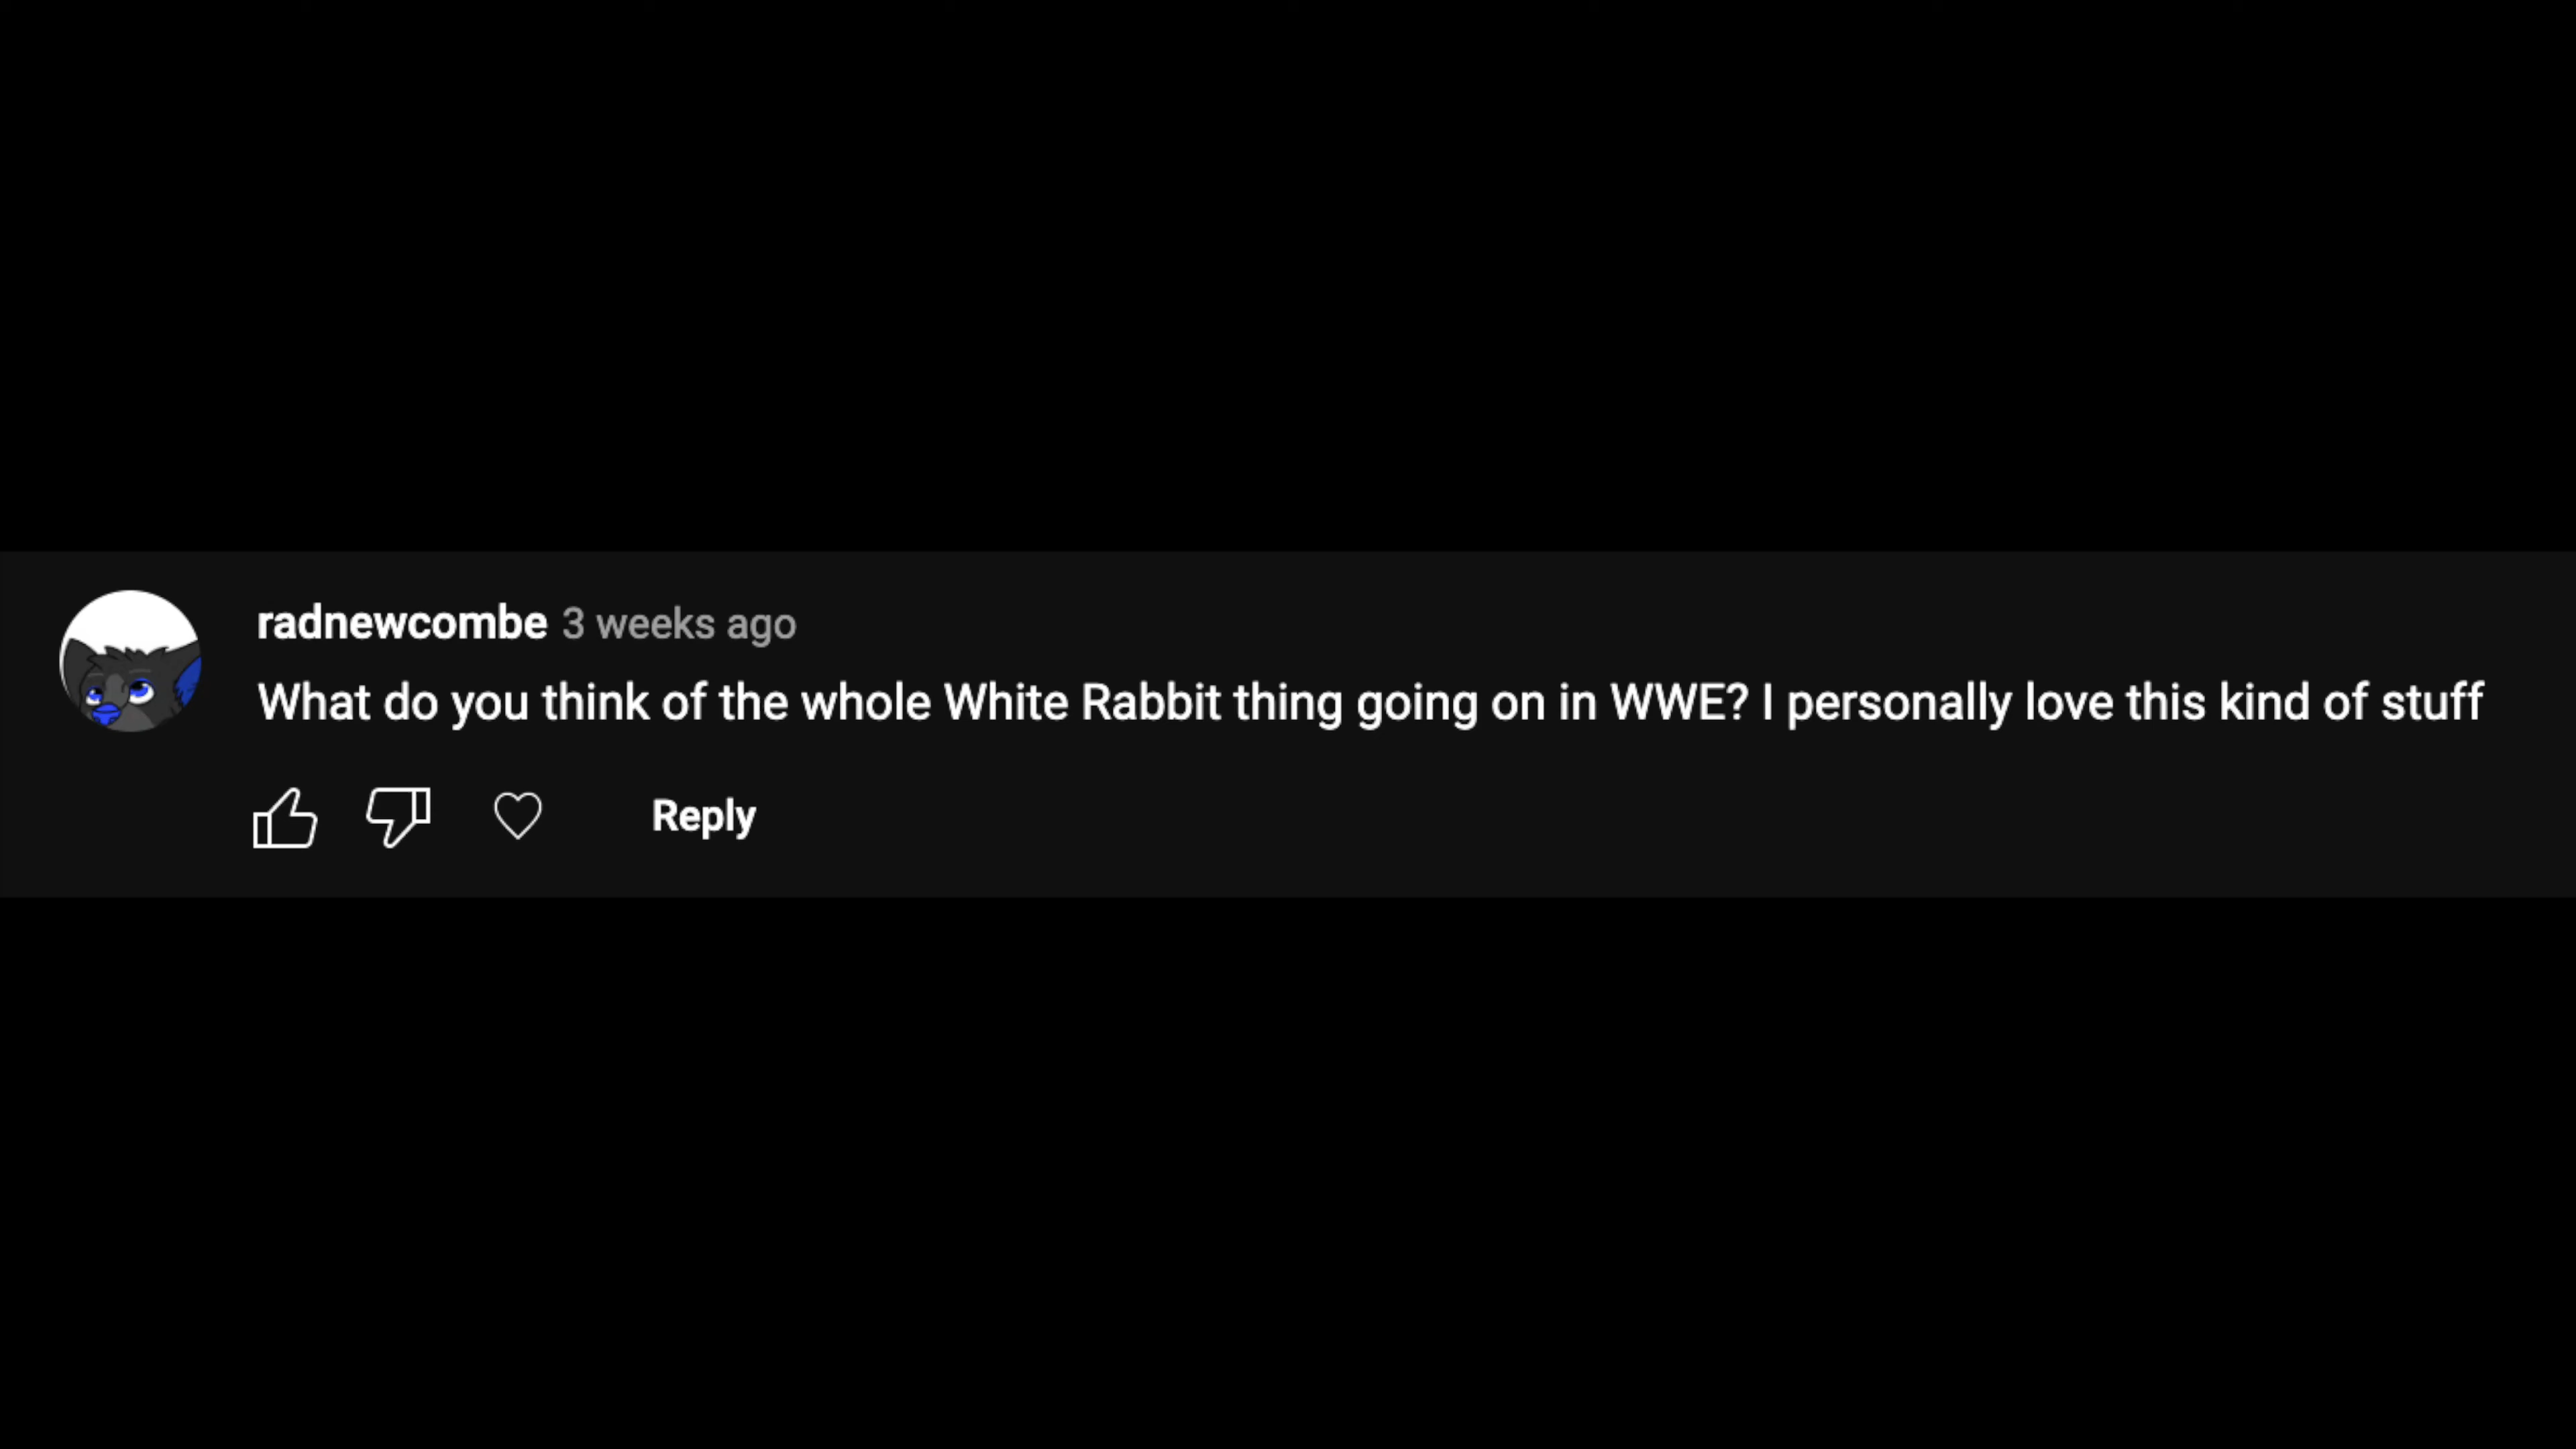 radnewcombe 3 weeks ago
What do you think of the whole White Rabbit thing going on in WWE? I personally love this kind of stuff
Reply